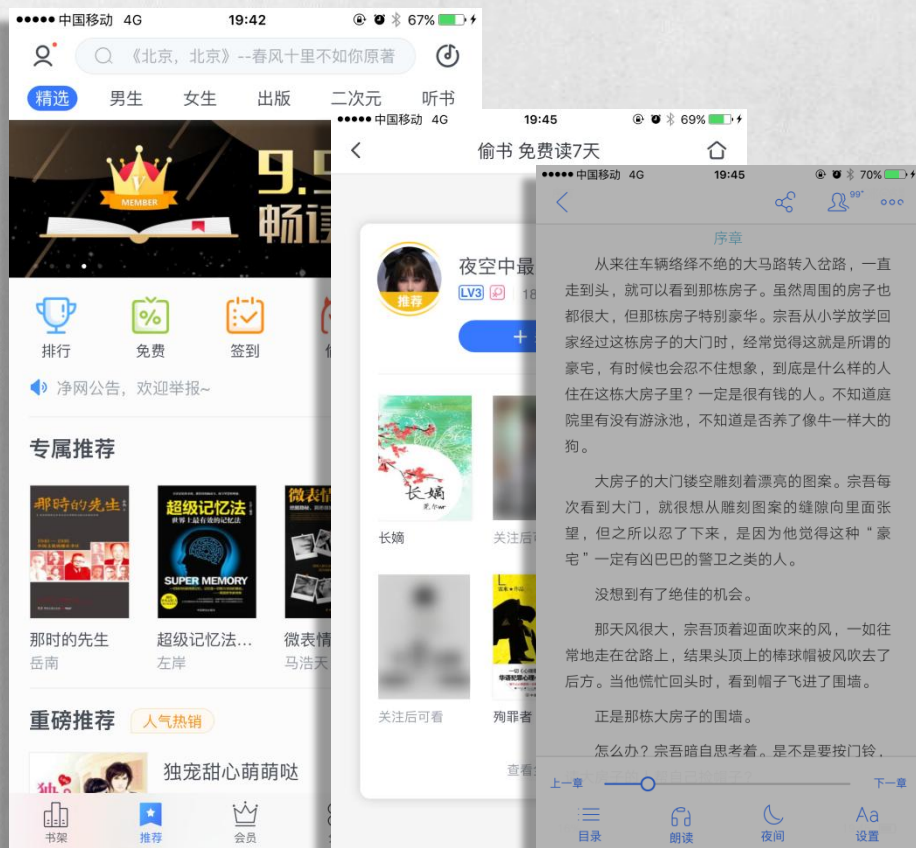 中国移动 4G 19:42 67%
《北京，北京》--春风十里不如你原著
精选 男生 女生 出版 二次元 听书
V
MEMBER
9.5
畅读
排行 免费 签到
净网公告，欢迎举报~
专属推荐
那时的先生
超级记忆法
世界上最有效的记忆法
SUPER MEMORY
微表情
那时的先生 超级记忆法... 微表情
岳南 左岸 马浩天
重磅推荐 人气热销
独宠甜心萌萌哒
书架 推荐 会员
中国移动 4G 19:45 69%
偷书 免费读7天
夜空中最
推荐
LV3 18
+
长嫡
长嫡 关注后可
关注后可看 殉罪者
查看
中国移动 4G 19:45 70%
99+
序章
从来往车辆络绎不绝的大马路转入岔路，一直
走到头，就可以看到那栋房子。虽然周围的房子也
都很大，但那栋房子特别豪华。宗吾从小学放学回
家经过这栋房子的大门时，经常觉得这就是所谓的
豪宅，有时候也会忍不住想象，到底是什么样的人
住在这栋大房子里？一定是很有钱的人。不知道庭
院里有没有游泳池，不知道是否养了像牛一样大的
狗。
大房子的大门镂空雕刻着漂亮的图案。宗吾每
次看到大门，就很想从雕刻图案的缝隙向里面张
望，但之所以忍了下来，是因为他觉得这种“豪
宅”一定有凶巴巴的警卫之类的人。
没想到有了绝佳的机会。
那天风很大，宗吾顶着迎面吹来的风，一如往
常地走在岔路上，结果头顶上的棒球帽被风吹去了
后方。当他慌忙回头时，看到帽子飞进了围墙。
正是那栋大房子的围墙。
怎么办？宗吾暗自思考着。是不是要按门铃，
上一章 下一章
目录 朗读 夜间 Aa
设置